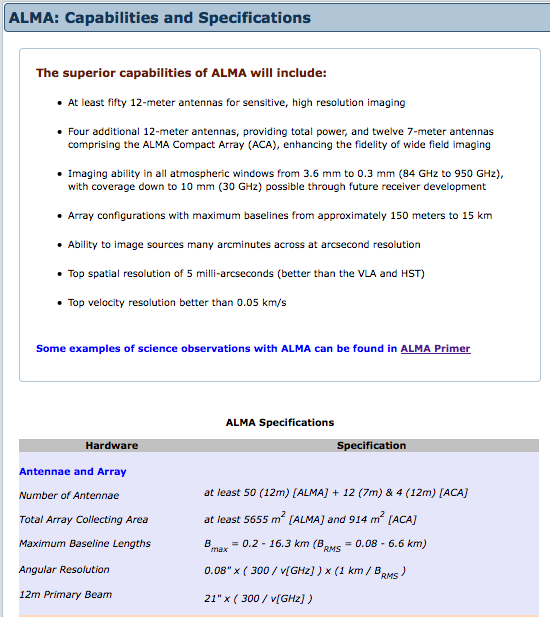 ALMA: Capabilities and Specifications
The superior capabilities of ALMA will include:
• At least fifty 12-meter antennas for sensitive, high resolution imaging
• Four additional 12-meter antennas, providing total power, and twelve 7-meter antennas
comprising the ALMA Compact Array (ACA), enhancing the fidelity of wide field imaging
• Imaging ability in all atmospheric windows from 3.6 mm to 0.3 mm (84 GHz to 950 GHz),
with coverage down to 10 mm (30 GHz) possible through future receiver development
• Array configurations with maximum baselines from approximately 150 meters to 15 km
• Ability to image sources many arcminutes across at arcsecond resolution
• Top spatial resolution of 5 milli-arcseconds (better than the VLA and HST)
• Top velocity resolution better than 0.05 km/s
Some examples of science observations with ALMA can be found in ALMA Primer
ALMA Specifications
Hardware Specification
Antennae and Array
Number of Antennae at least 50 (12m) [ALMA] + 12 (7m) & 4 (12m) [ACA]
Total Array Collecting Area at least 5655 m² [ALMA] and 914 m² [ACA]
Maximum Baseline Lengths Bmax = 0.2 - 16.3 km (BRMS = 0.08 - 6.6 km)
Angular Resolution 0.08" x ( 300 / v[GHz] ) x (1 km / BRMS )
12m Primary Beam 21" x ( 300 / v[GHz] )